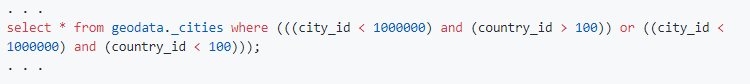 . . .
select * from geodata._cities where (((city_id < 1000000) and (country_id > 100)) or ((city_id <
1000000) and (country_id < 100)));
. . .